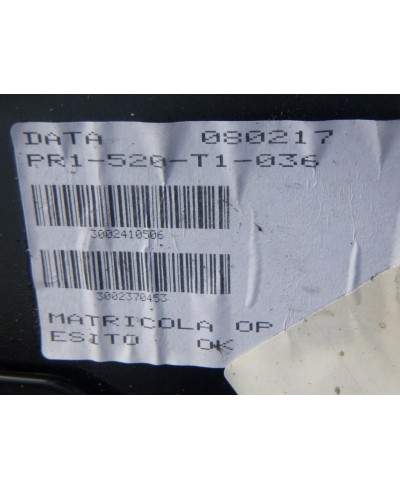 DATA 080217
PR1-520-T1-036
3002410506
3002370453
MATRICOLA OP
ESITO OK